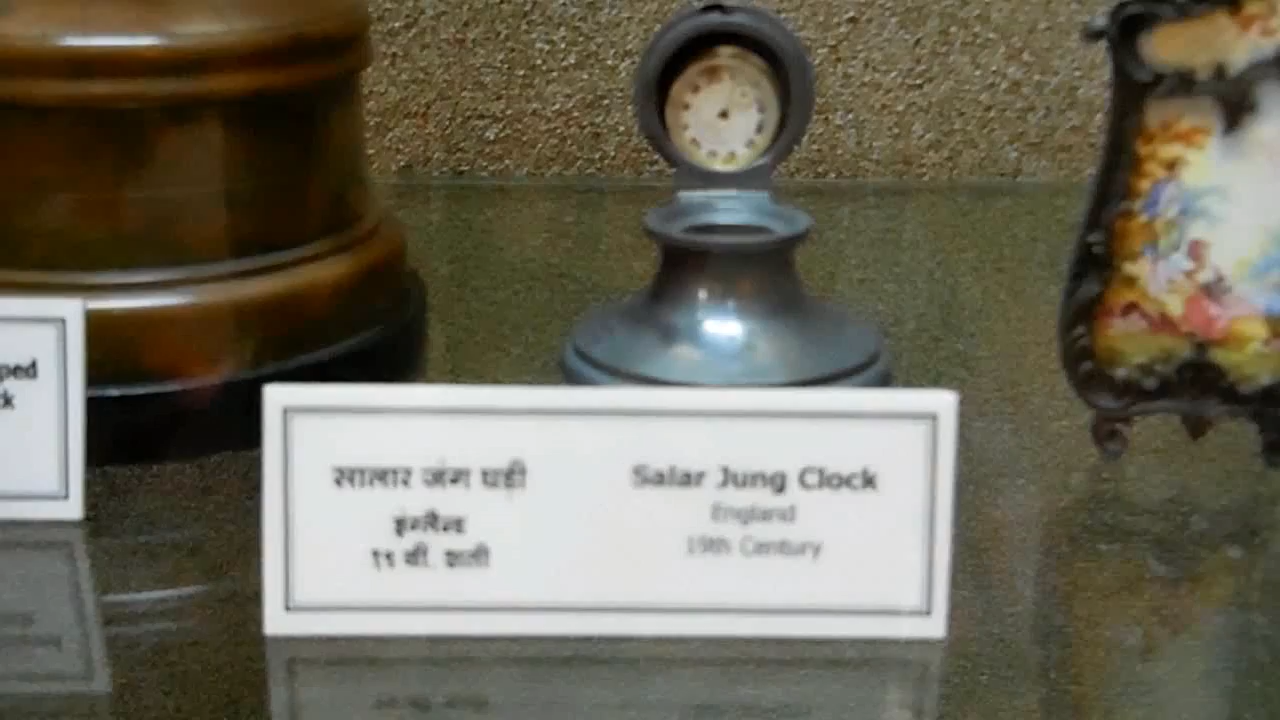 ped
k
सालार जंग घडी
इंग्लैन्ड
१९ वीं. शती
Salar Jung Clock
England
19th Century